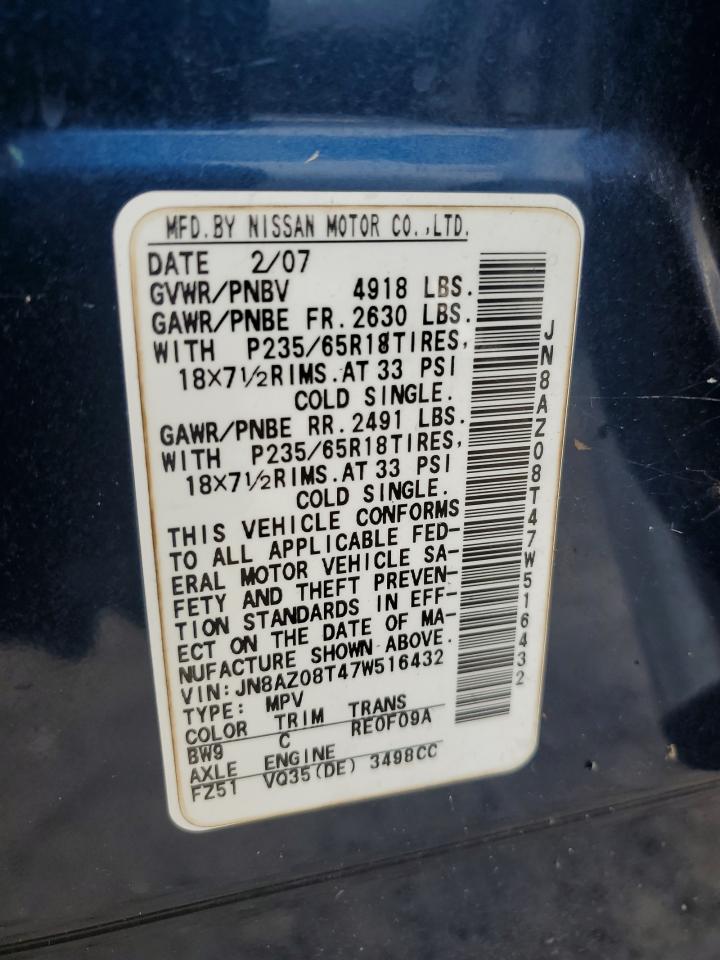 MFD.BY NISSAN MOTOR CO.,LTD.
DATE 2/07
GVWR/PNBV 4918 LBS.
GAWR/PNBE FR. 2630 LBS.
WITH P235/65R18TIRES,
18×7½RIMS.AT 33 PSI
COLD SINGLE.
GAWR/PNBE RR. 2491 LBS.
WITH P235/65R18TIRES,
18×7½RIMS.AT 33 PSI
COLD SINGLE.
THIS VEHICLE CONFORMS
TO ALL APPLICABLE FED-
ERAL MOTOR VEHICLE SA-
FETY AND THEFT PREVEN-
TION STANDARDS IN EFF-
ECT ON THE DATE OF MA-
NUFACTURE SHOWN ABOVE.
VIN: JN8AZ08T47W516432
TYPE: MPV
COLOR TRIM TRANS
BW9 C RE0F09A
AXLE ENGINE
FZ51 VQ35(DE) 3498CC
JN8AZ08T47W516432